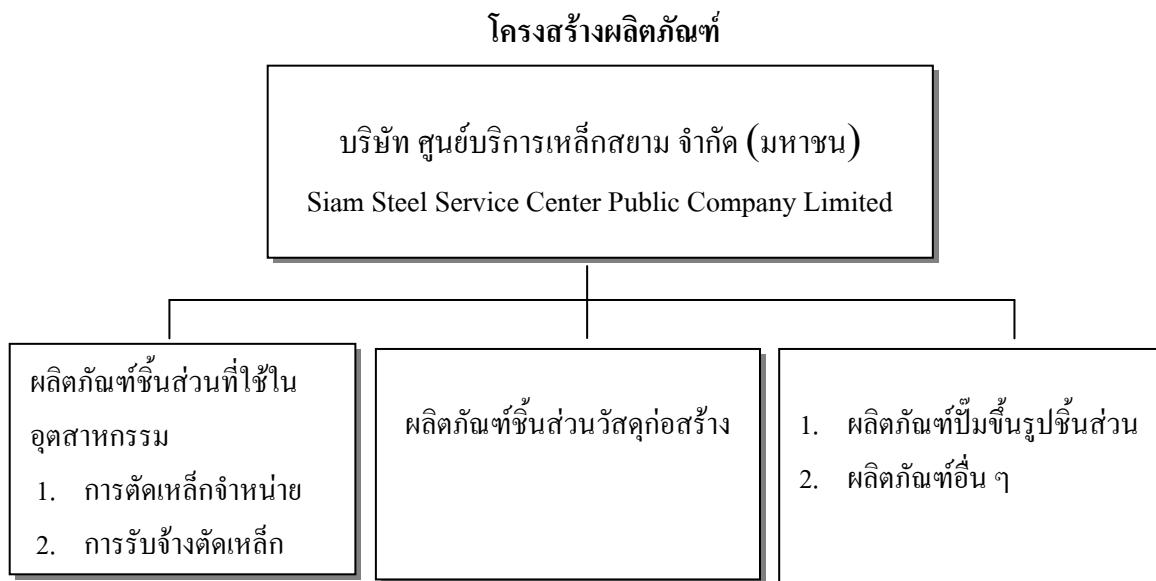 โครงสร้างผลิตภัณฑ์
บริษัท ศูนย์บริการเหล็กสยาม จำกัด (มหาชน)
Siam Steel Service Center Public Company Limited
ผลิตภัณฑ์ชิ้นส่วนที่ใช้ใน
อุตสาหกรรม
1. การตัดเหล็กจำหน่าย
2. การรับจ้างตัดเหล็ก
ผลิตภัณฑ์ชิ้นส่วนวัสดุก่อสร้าง
1. ผลิตภัณฑ์ปั๊มขึ้นรูปชิ้นส่วน
2. ผลิตภัณฑ์อื่น ๆ